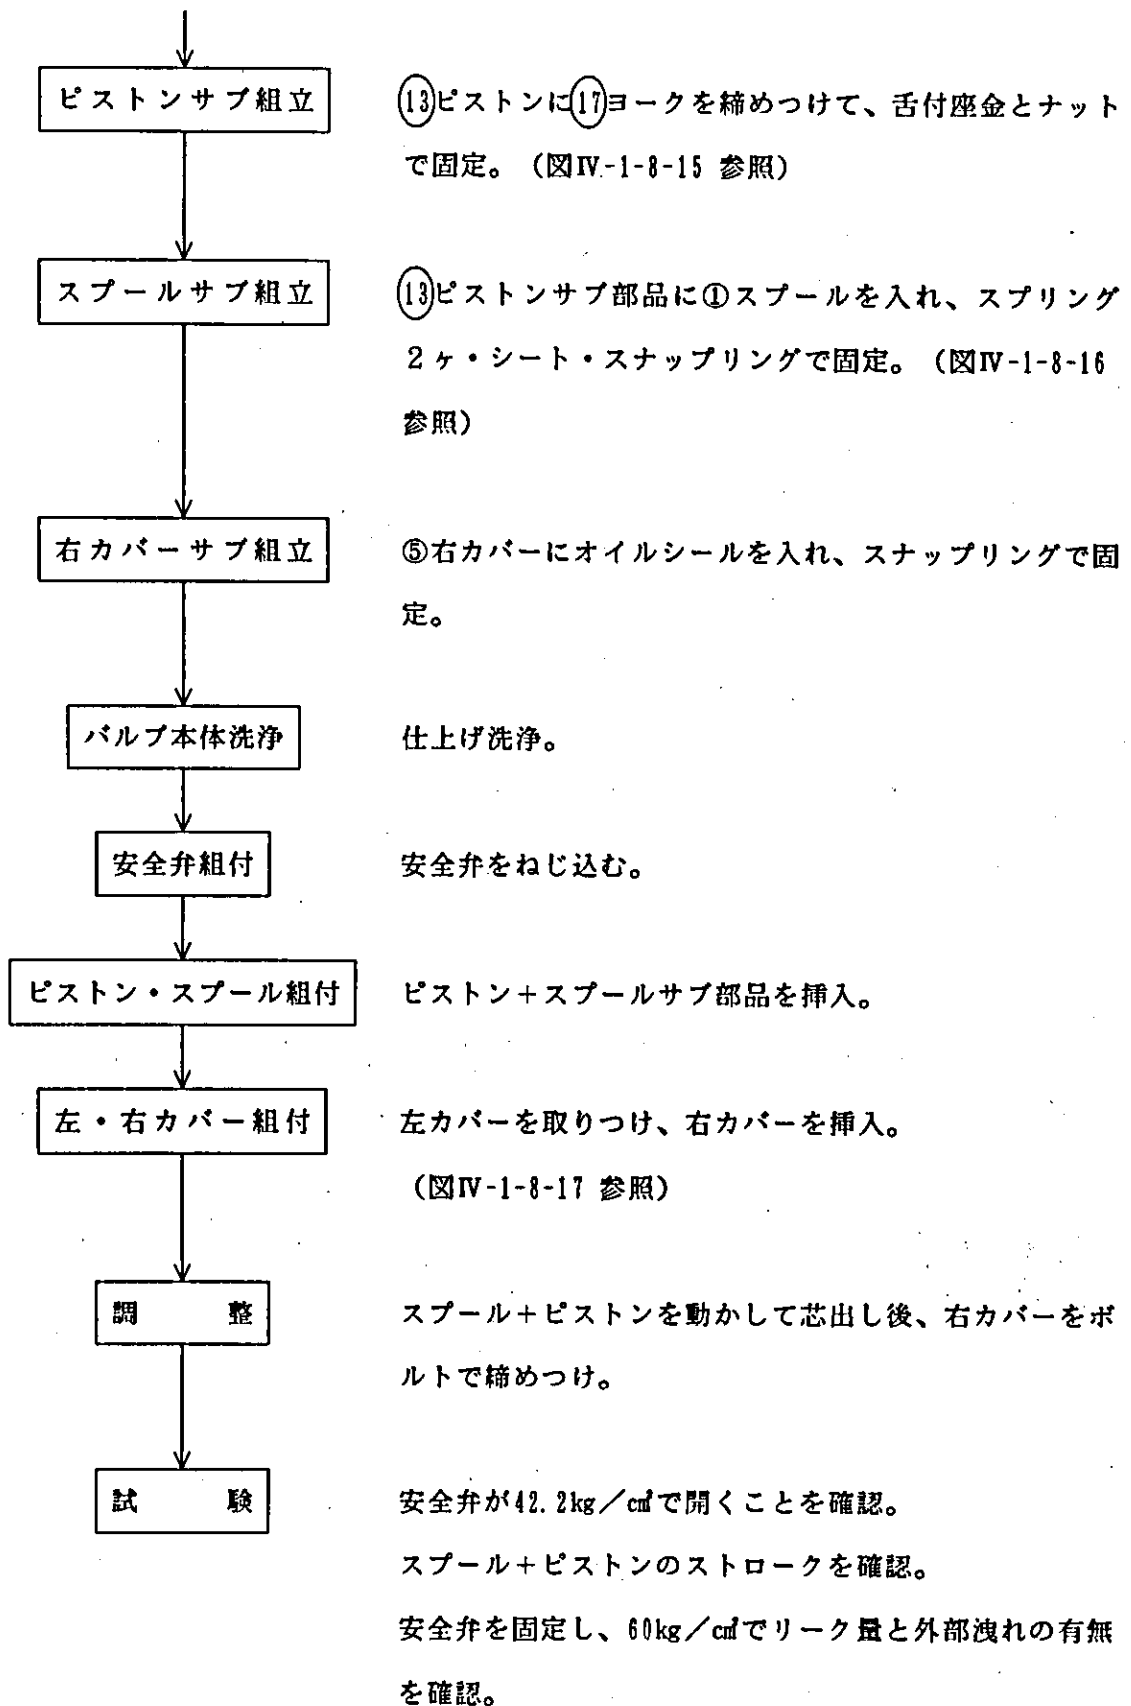 ピストンサブ組立
⑬ピストンに⑰ヨークを締めつけて、舌付座金とナット
で固定。(図Ⅳ-1-8-15 参照)
スプールサブ組立
⑬ピストンサブ部品に①スプールを入れ、スプリング
2ヶ・シート・スナップリングで固定。(図Ⅳ-1-8-16
参照)
右カバーサブ組立
⑤右カバーにオイルシールを入れ、スナップリングで固
定。
バルブ本体洗浄
仕上げ洗浄。
安全弁組付
安全弁をねじ込む。
ピストン・スプール組付
ピストン+スプールサブ部品を挿入。
左・右カバー組付
左カバーを取りつけ、右カバーを挿入。
(図Ⅳ-1-8-17 参照)
調整
スプール+ピストンを動かして芯出し後、右カバーをボ
ルトで締めつけ。
試験
安全弁が42.2kg/c㎡で開くことを確認。
スプール+ピストンのストロークを確認。
安全弁を固定し、60kg/c㎡でリーク量と外部洩れの有無
を確認。